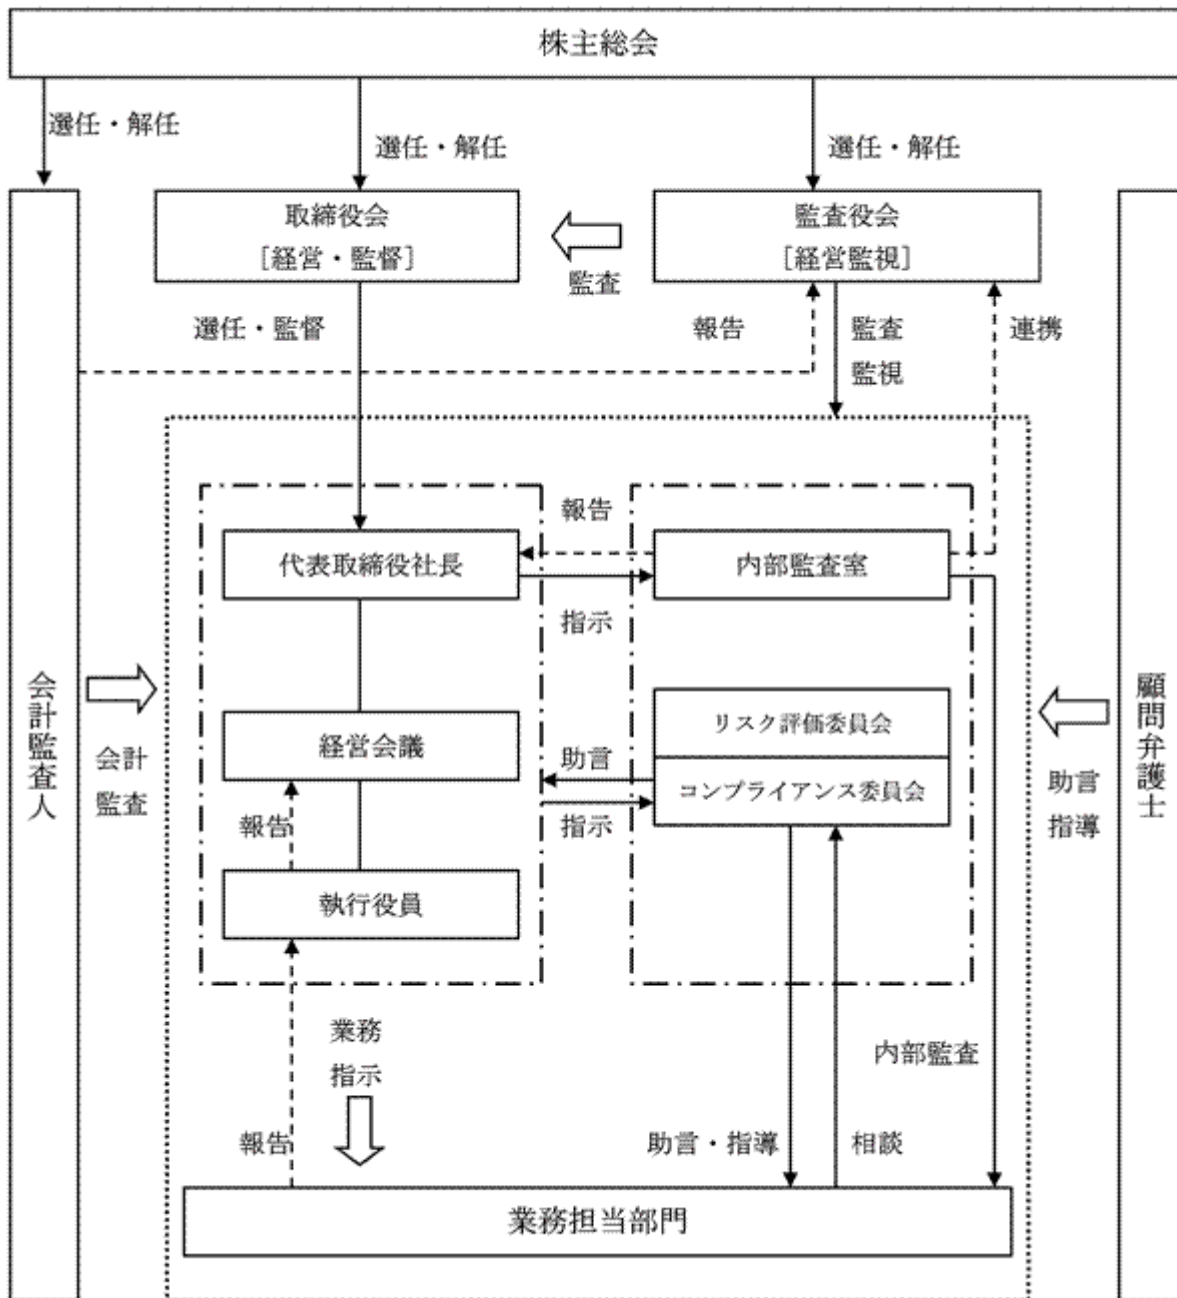 株主総会
選任・解任
選任・解任
選任・解任
取締役会
［経営・監督］
監査
監査役会
［経営監視］
選任・監督
報告
監査
監視
連携
報告
代表取締役社長
内部監査室
指示
会計監査人
会計
監査
経営会議
リスク評価委員会
コンプライアンス委員会
助言
指示
報告
執行役員
顧問弁護士
助言
指導
業務
指示
内部監査
報告
助言・指導
相談
業務担当部門